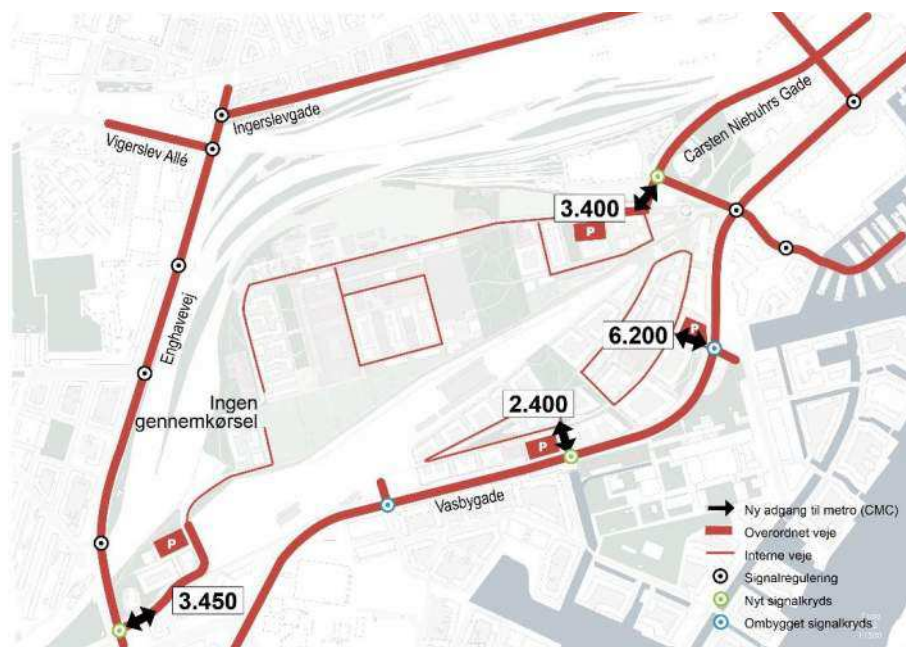 Ingerslevgade
Vigerslev Allé
Carsten Niebuhrs Gade
3.400
P
Enghavevej
P
6.200
Ingen
gennemkørsel
2.400
P
Vasbygade
P
3.450
Ny adgang til metro (CMC)
Overordnet veje
Interne veje
Signalregulering
Nyt signalkryds
Ombygget signalkryds